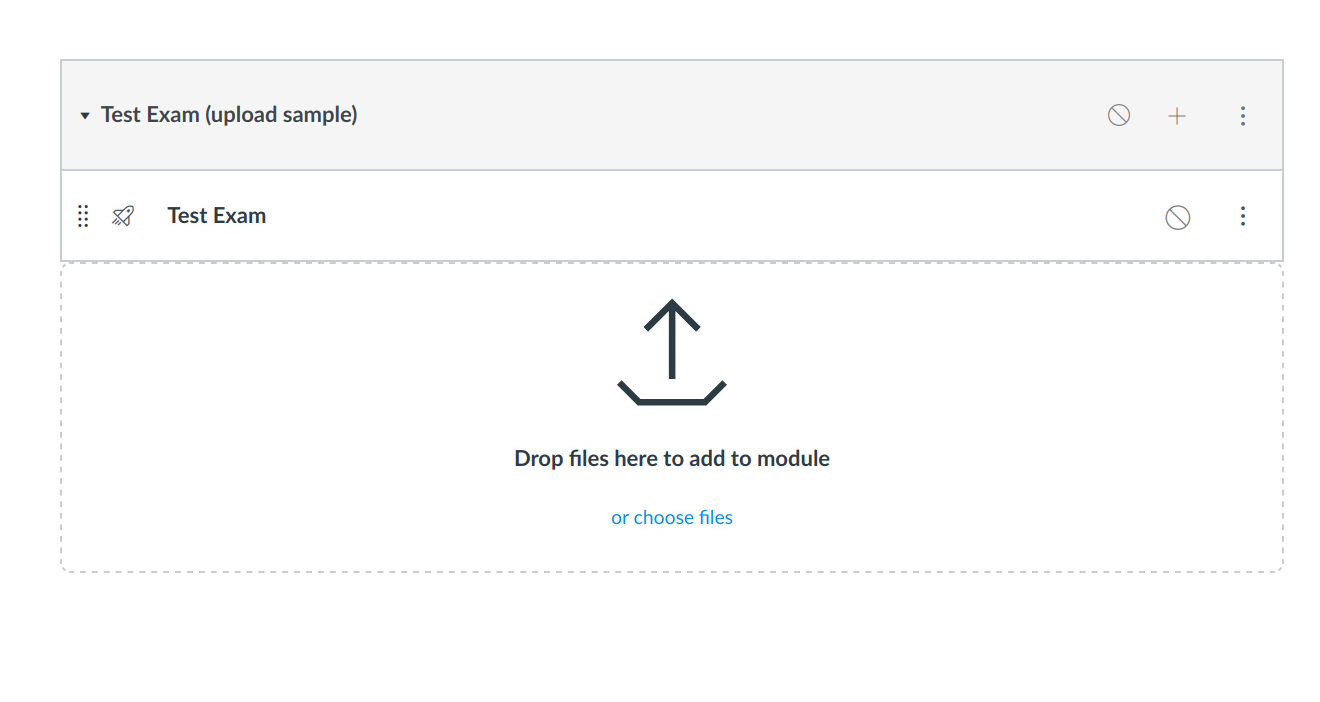 Test Exam (upload sample)
Test Exam
Drop files here to add to module
or choose files